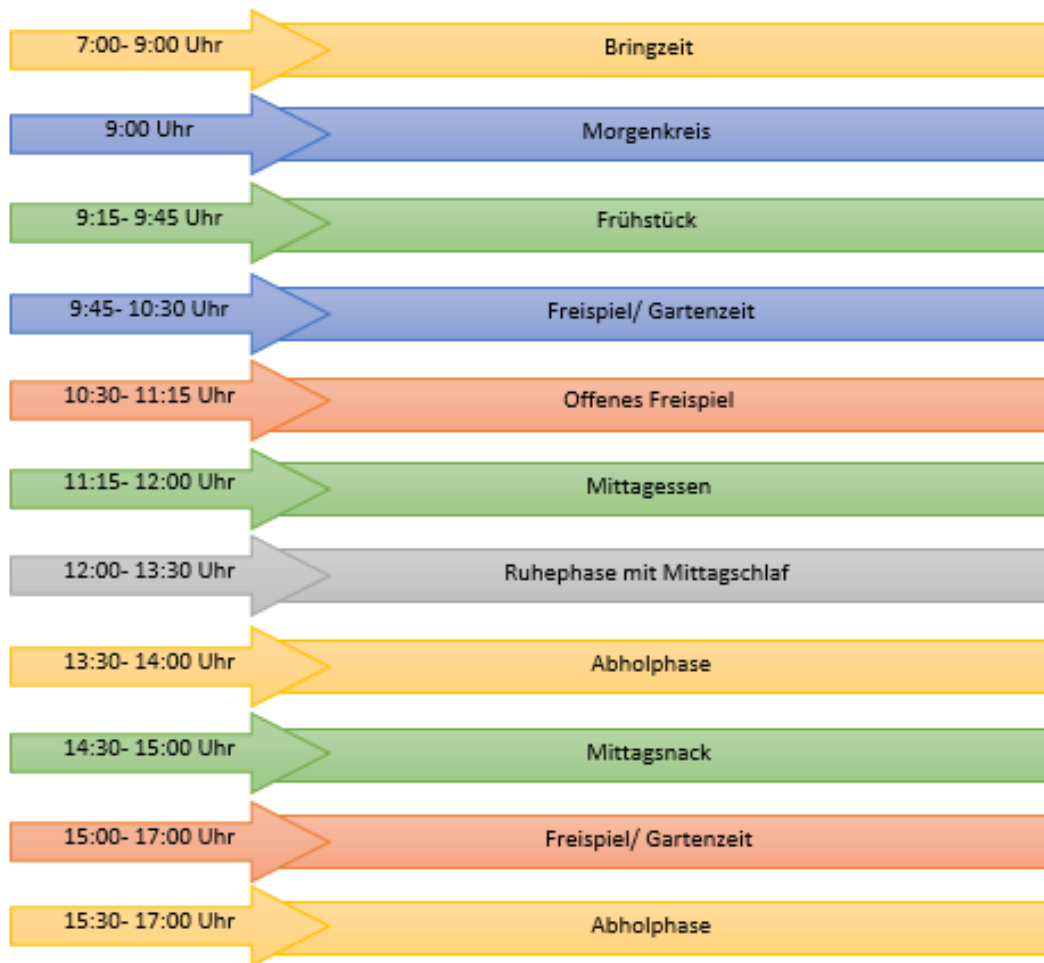 7:00- 9:00 Uhr Bringzeit
9:00 Uhr Morgenkreis
9:15- 9:45 Uhr Frühstück
9:45- 10:30 Uhr Freispiel/ Gartenzeit
10:30- 11:15 Uhr Offenes Freispiel
11:15- 12:00 Uhr Mittagessen
12:00- 13:30 Uhr Ruhephase mit Mittagschlaf
13:30- 14:00 Uhr Abholphase
14:30- 15:00 Uhr Mittagsnack
15:00- 17:00 Uhr Freispiel/ Gartenzeit
15:30- 17:00 Uhr Abholphase